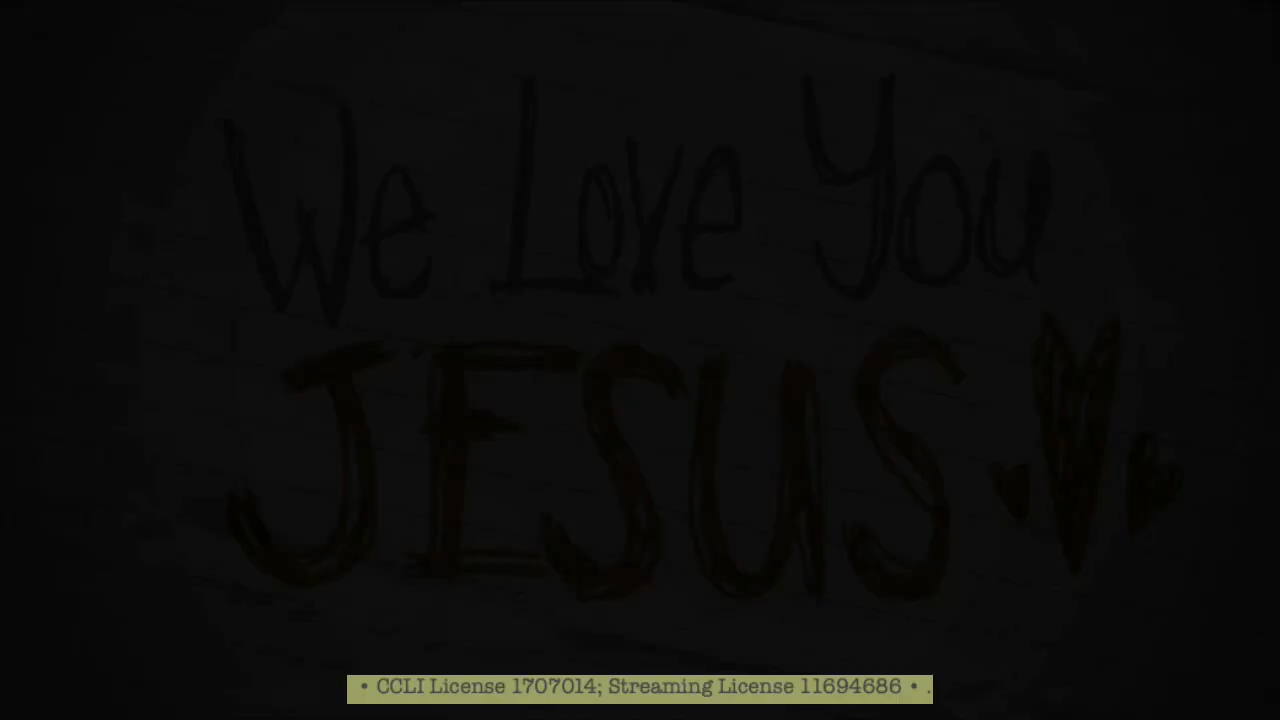 We Love You
JESUS
• CCLI License 1707014; Streaming License 11694686 • .